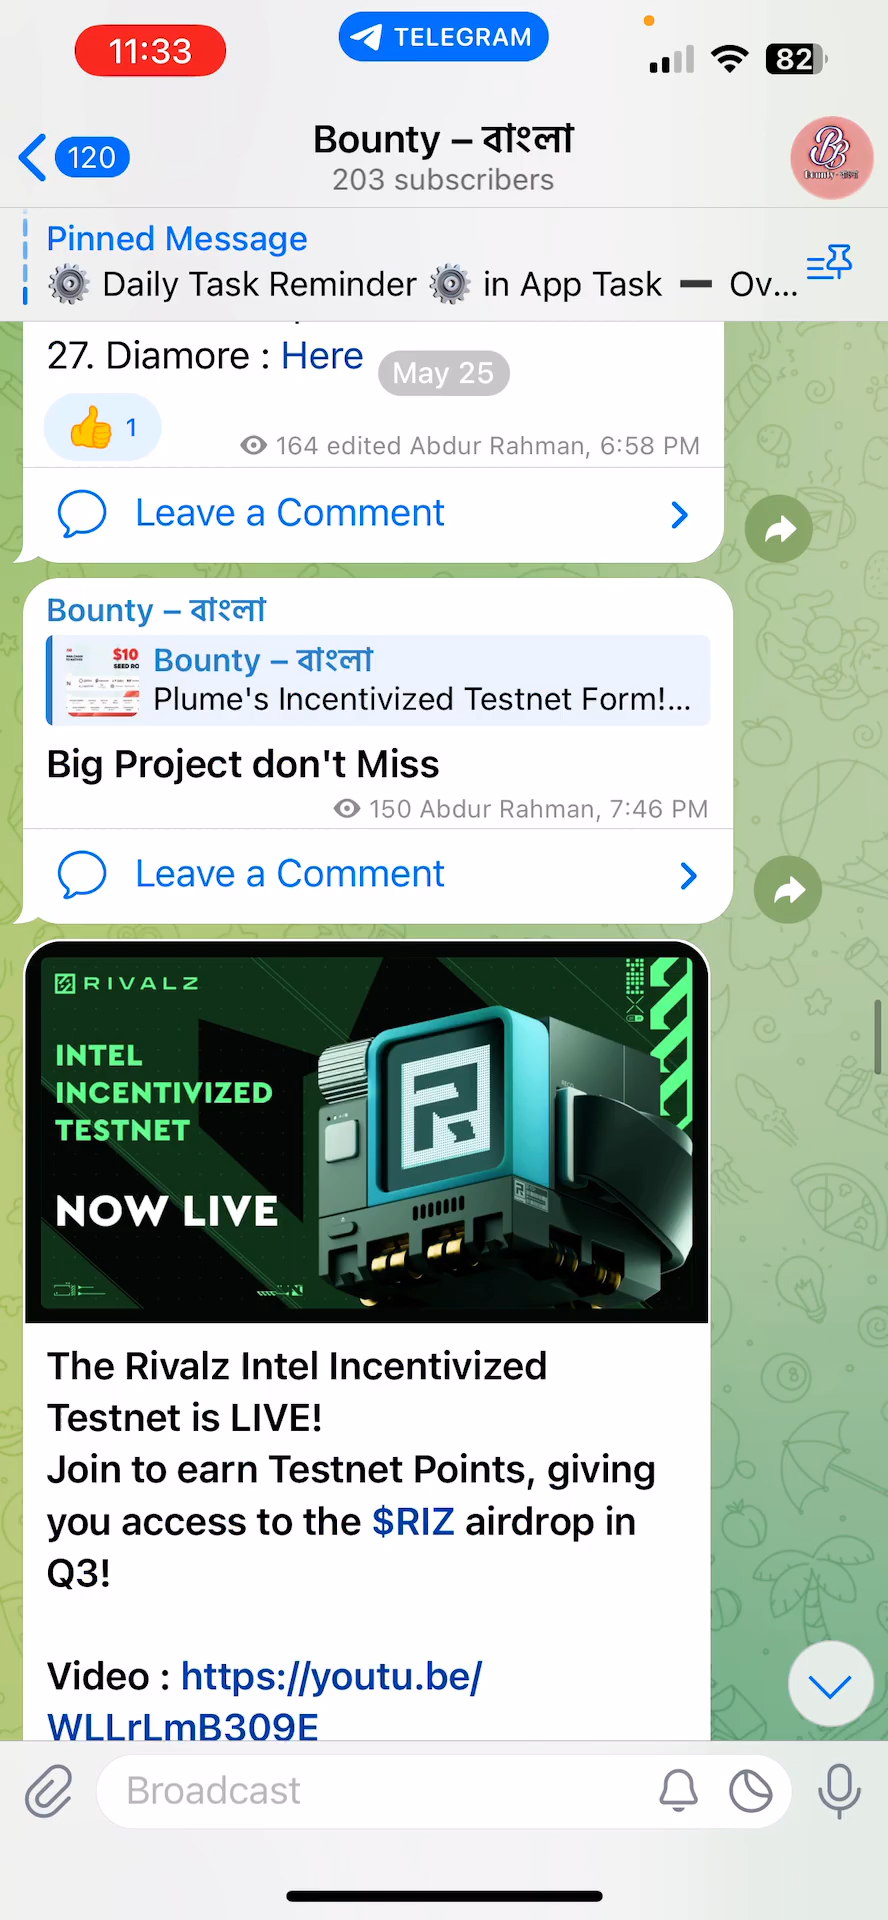 11:33
TELEGRAM
82
120
Bounty – বাংলা
203 subscribers
Pinned Message
⚙️ Daily Task Reminder ⚙️ in App Task ➖ Ov...
27. Diamore : Here
May 25
👍 1
164 edited Abdur Rahman, 6:58 PM
Leave a Comment
Bounty – বাংলা
$10
Bounty – বাংলা
Plume's Incentivized Testnet Form!...
Big Project don't Miss
150 Abdur Rahman, 7:46 PM
Leave a Comment
RIVALZ
INTEL
INCENTIVIZED
TESTNET
NOW LIVE
The Rivalz Intel Incentivized
Testnet is LIVE!
Join to earn Testnet Points, giving
you access to the $RIZ airdrop in
Q3!
Video : https://youtu.be/
WLLrLmB309E
Broadcast